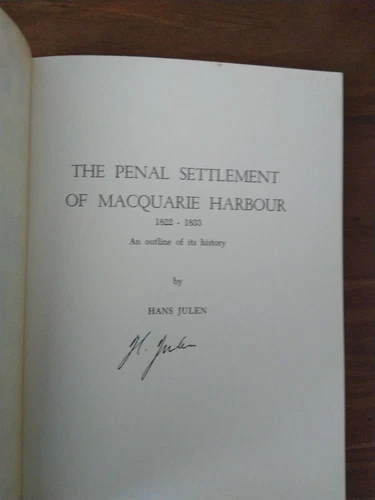 THE PENAL SETTLEMENT
OF MACQUARIE HARBOUR
1822 - 1833
An outline of its history
by
HANS JULEN
H. Julen